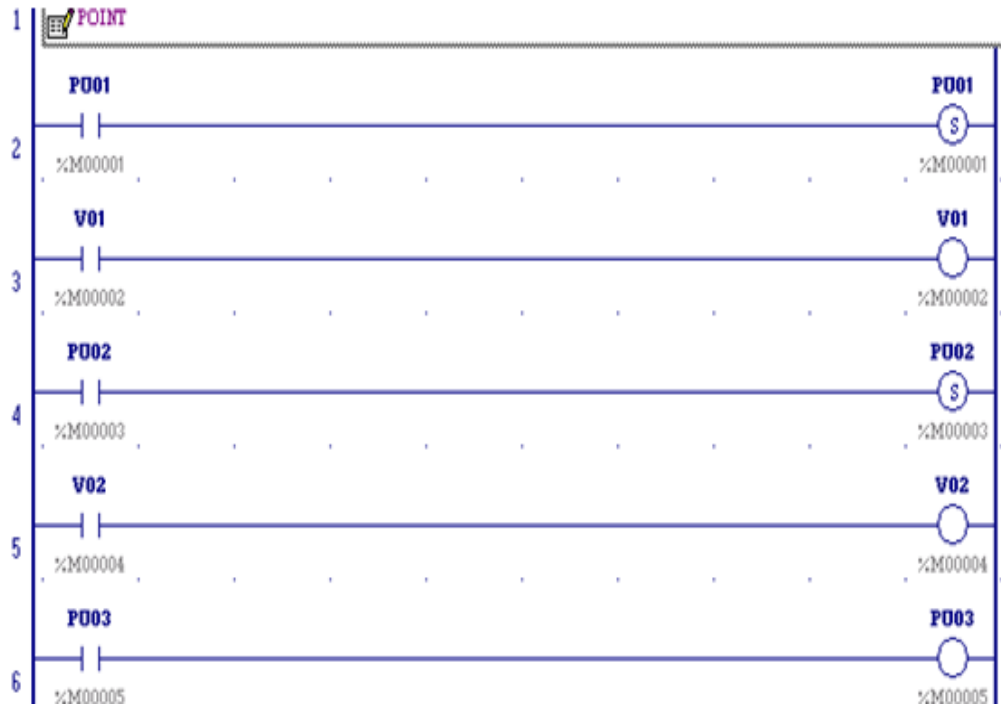 1 POINT
PU01 PU01
S
2
%M00001 %M00001
V01 V01
3
%M00002 %M00002
PU02 PU02
S
4
%M00003 %M00003
V02 V02
5
%M00004 %M00004
PU03 PU03
6
%M00005 %M00005